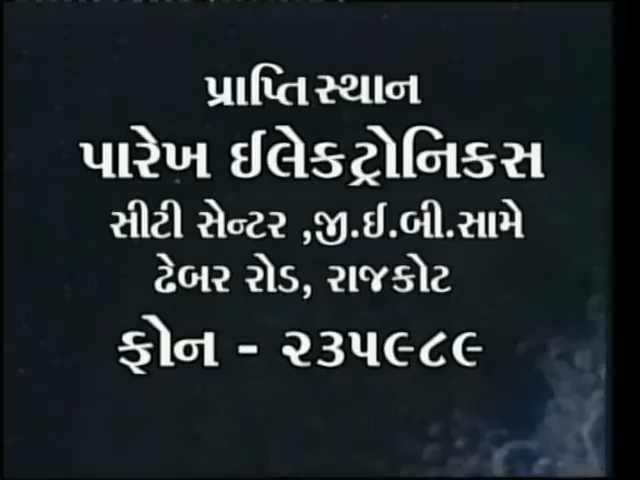 પ્રાપ્તિસ્થાન
પારેખ ઈલેકટ્રોનિકસ
સીટી સેન્ટર ,જી.ઈ.બી.સામે
ઢેબર રોડ, રાજકોટ
ફોન - ૨૩૫૯૮૯